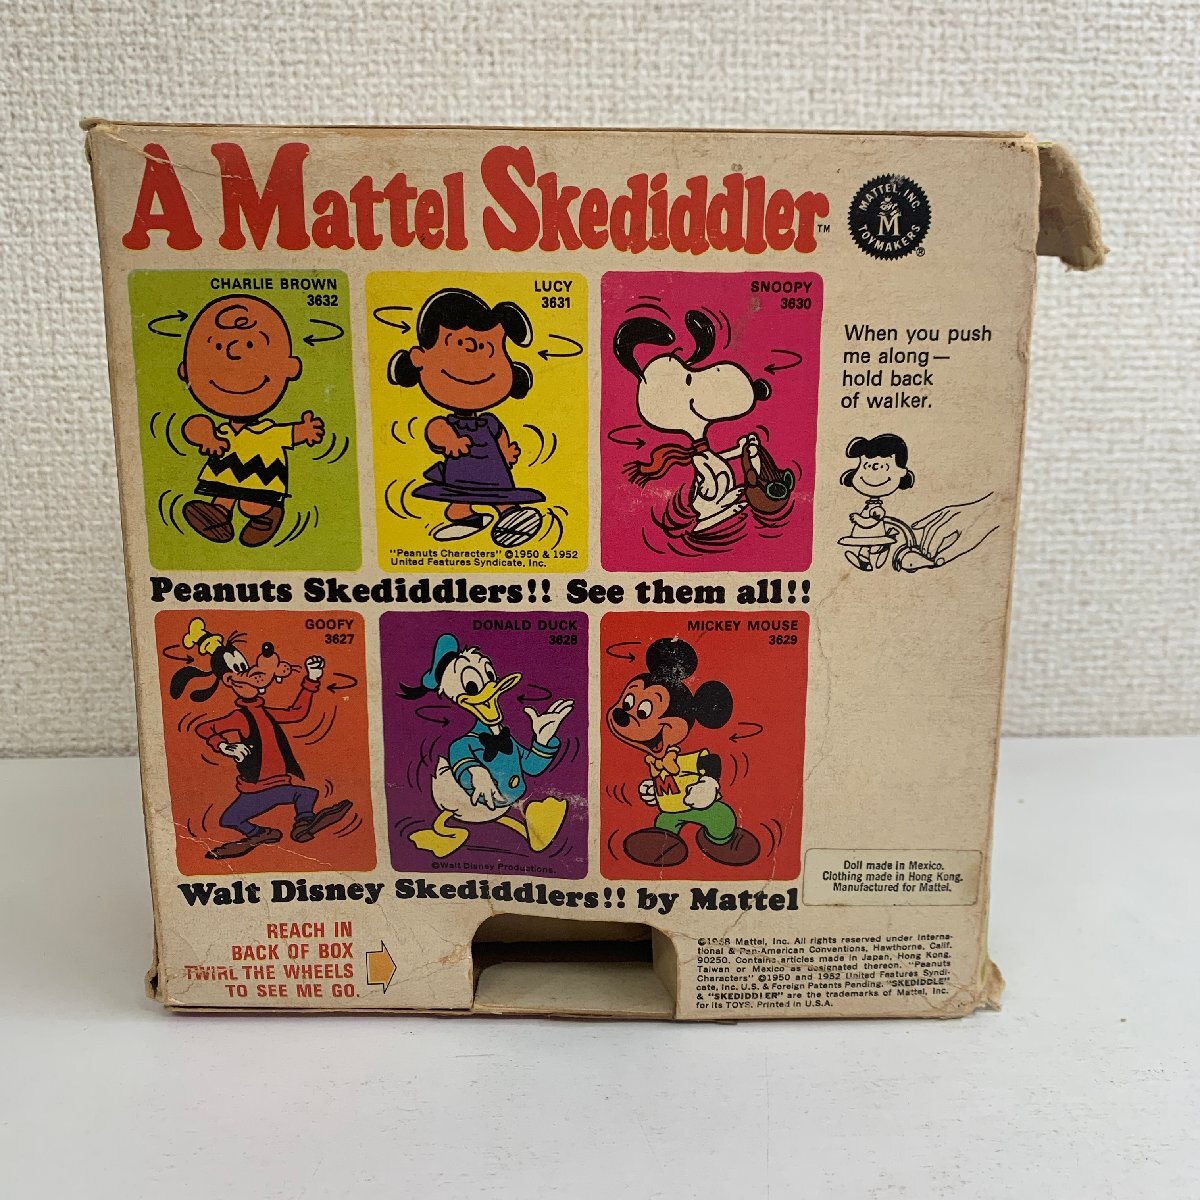 A Mattel Skediddler™
MATTEL, INC.
M
TOYMAKERS
®
CHARLIE BROWN
3632
LUCY
3631
SNOOPY
3630
"Peanuts Characters" ©1950 & 1952
United Features Syndicate, Inc.
When you push
me along—
hold back
of walker.
Peanuts Skediddlers!! See them all!!
GOOFY
3627
DONALD DUCK
3628
MICKEY MOUSE
3629
M
©Walt Disney Productions.
Walt Disney Skediddlers!! by Mattel
Doll made in Mexico.
Clothing made in Hong Kong.
Manufactured for Mattel.
REACH IN
BACK OF BOX
TWIRL THE WHEELS
TO SEE ME GO.
©1968 Mattel, Inc. All rights reserved under Interna-
tional & Pan-American Conventions, Hawthorne, Calif.
90250. Contains articles made in Japan, Hong Kong,
Taiwan or Mexico as designated thereon. "Peanuts
Characters" ©1950 and 1952 United Features Syndi-
cate, Inc. U.S. & Foreign Patents Pending. "SKEDIDDLE"
& "SKEDIDDLER" are the trademarks of Mattel, Inc.
for its TOYS. Printed in U.S.A.